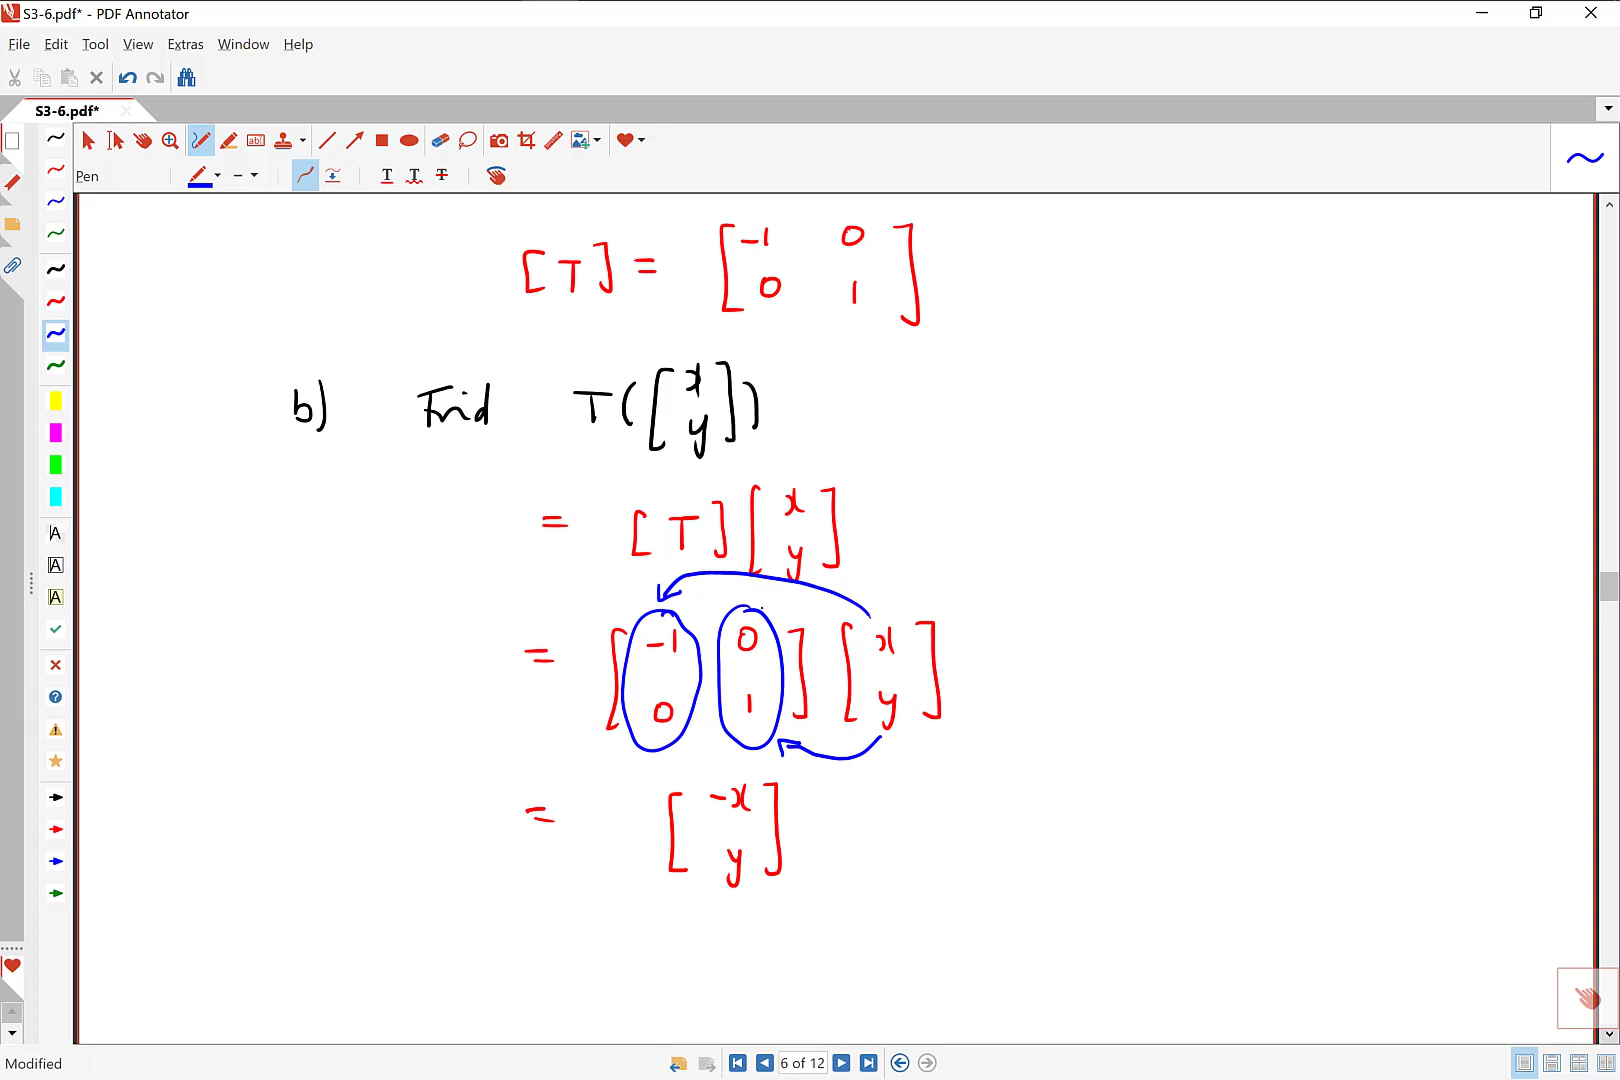 S3-6.pdf* - PDF Annotator
File Edit Tool View Extras Window Help
S3-6.pdf*
Pen
[T] = [-1 0
0 1]
b) Find T([x
y])
= [T][x
y]
= [-1 0
0 1][x
y]
= [-x
y]
Modified
6 of 12